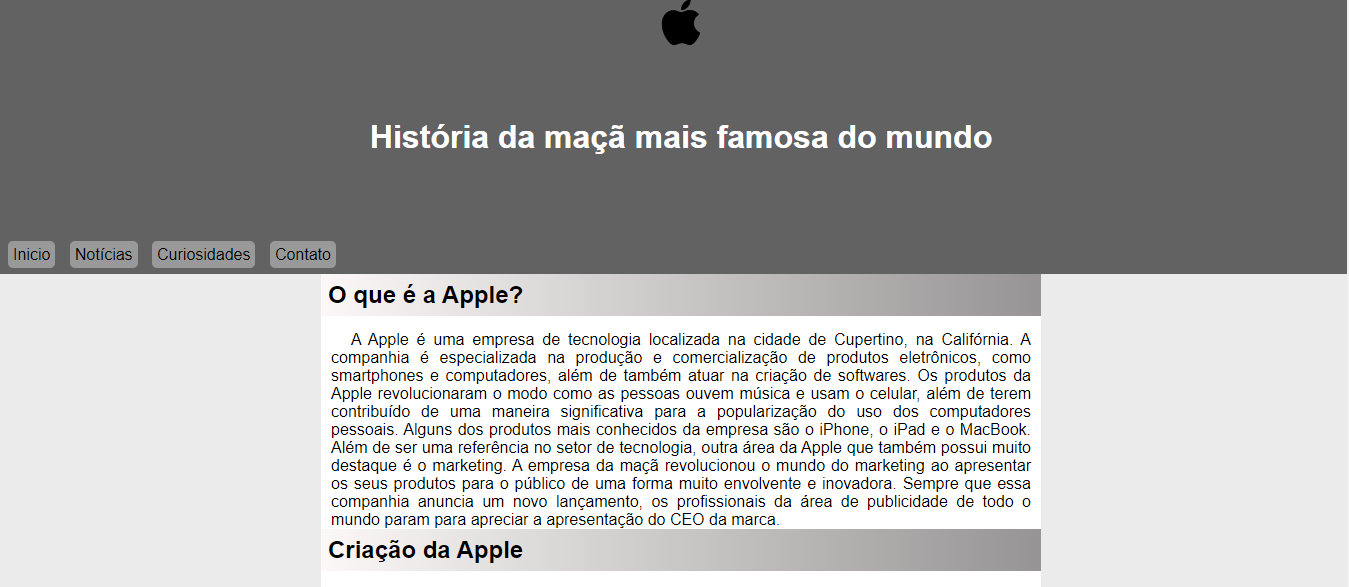 História da maçã mais famosa do mundo
Inicio Notícias Curiosidades Contato
O que é a Apple?
A Apple é uma empresa de tecnologia localizada na cidade de Cupertino, na Califórnia. A
companhia é especializada na produção e comercialização de produtos eletrônicos, como
smartphones e computadores, além de também atuar na criação de softwares. Os produtos da
Apple revolucionaram o modo como as pessoas ouvem música e usam o celular, além de terem
contribuído de uma maneira significativa para a popularização do uso dos computadores
pessoais. Alguns dos produtos mais conhecidos da empresa são o iPhone, o iPad e o MacBook.
Além de ser uma referência no setor de tecnologia, outra área da Apple que também possui muito
destaque é o marketing. A empresa da maçã revolucionou o mundo do marketing ao apresentar
os seus produtos para o público de uma forma muito envolvente e inovadora. Sempre que essa
companhia anuncia um novo lançamento, os profissionais da área de publicidade de todo o
mundo param para apreciar a apresentação do CEO da marca.
Criação da Apple